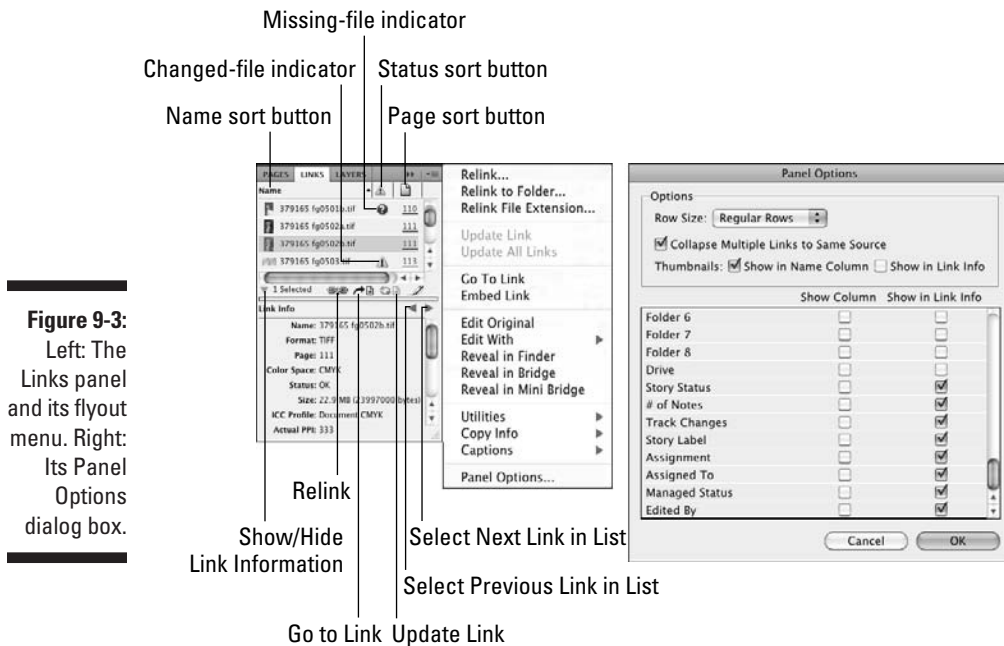 Missing-file indicator
Changed-file indicator
Status sort button
Name sort button
Page sort button
PAGES LINKS LAYERS
Name
379165 fg0501b.tif 110
379165 fg0502a.tif 111
379165 fg0502b.tif 111
379165 fg0503.tif 113
1 Selected
Link Info
Name: 379165 fg0502b.tif
Format: TIFF
Page: 111
Color Space: CMYK
Status: OK
Size: 22.9 MB (23997000 bytes)
ICC Profile: Document CMYK
Actual PPI: 333
Relink...
Relink to Folder...
Relink File Extension...
Update Link
Update All Links
Go To Link
Embed Link
Edit Original
Edit With
Reveal in Finder
Reveal in Bridge
Reveal in Mini Bridge
Utilities
Copy Info
Captions
Panel Options...
Panel Options
Options
Row Size: Regular Rows
Collapse Multiple Links to Same Source
Thumbnails: Show in Name Column Show in Link Info
Show Column Show in Link Info
Folder 6
Folder 7
Folder 8
Drive
Story Status
# of Notes
Track Changes
Story Label
Assignment
Assigned To
Managed Status
Edited By
Cancel OK
Relink
Show/Hide
Link Information
Select Next Link in List
Select Previous Link in List
Go to Link
Update Link
Figure 9-3:
Left: The
Links panel
and its flyout
menu. Right:
Its Panel
Options
dialog box.